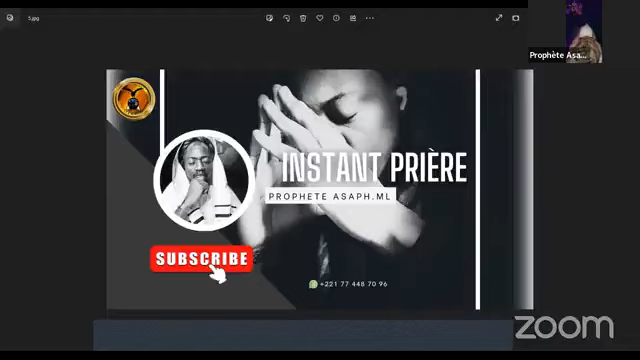 5.jpg
Prophète Asa...
INSTANT PRIÈRE
PROPHETE ASAPH.ML
SUBSCRIBE
+221 77 448 70 96
zoom